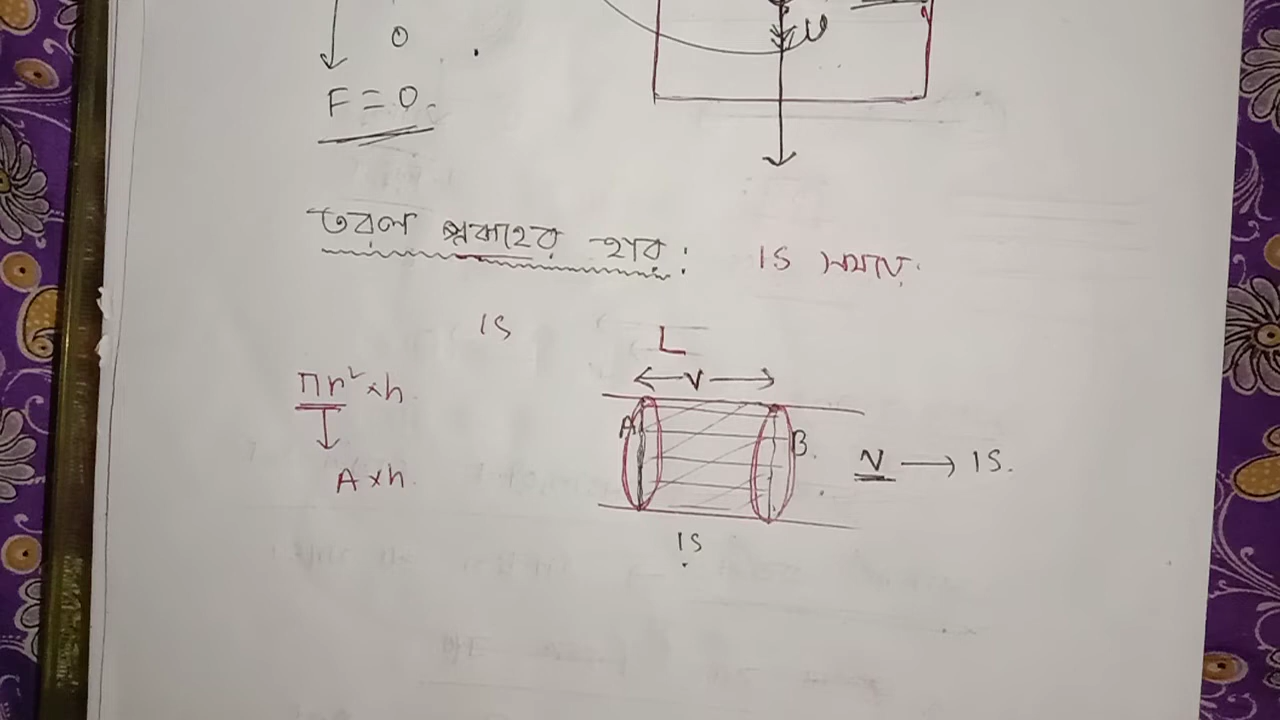 0
F = 0.
υ
তরল প্রবাহের হার :
1S সময়ে
1S
L
πr² × h
V
A
B.
V → 1S.
A × h.
1S